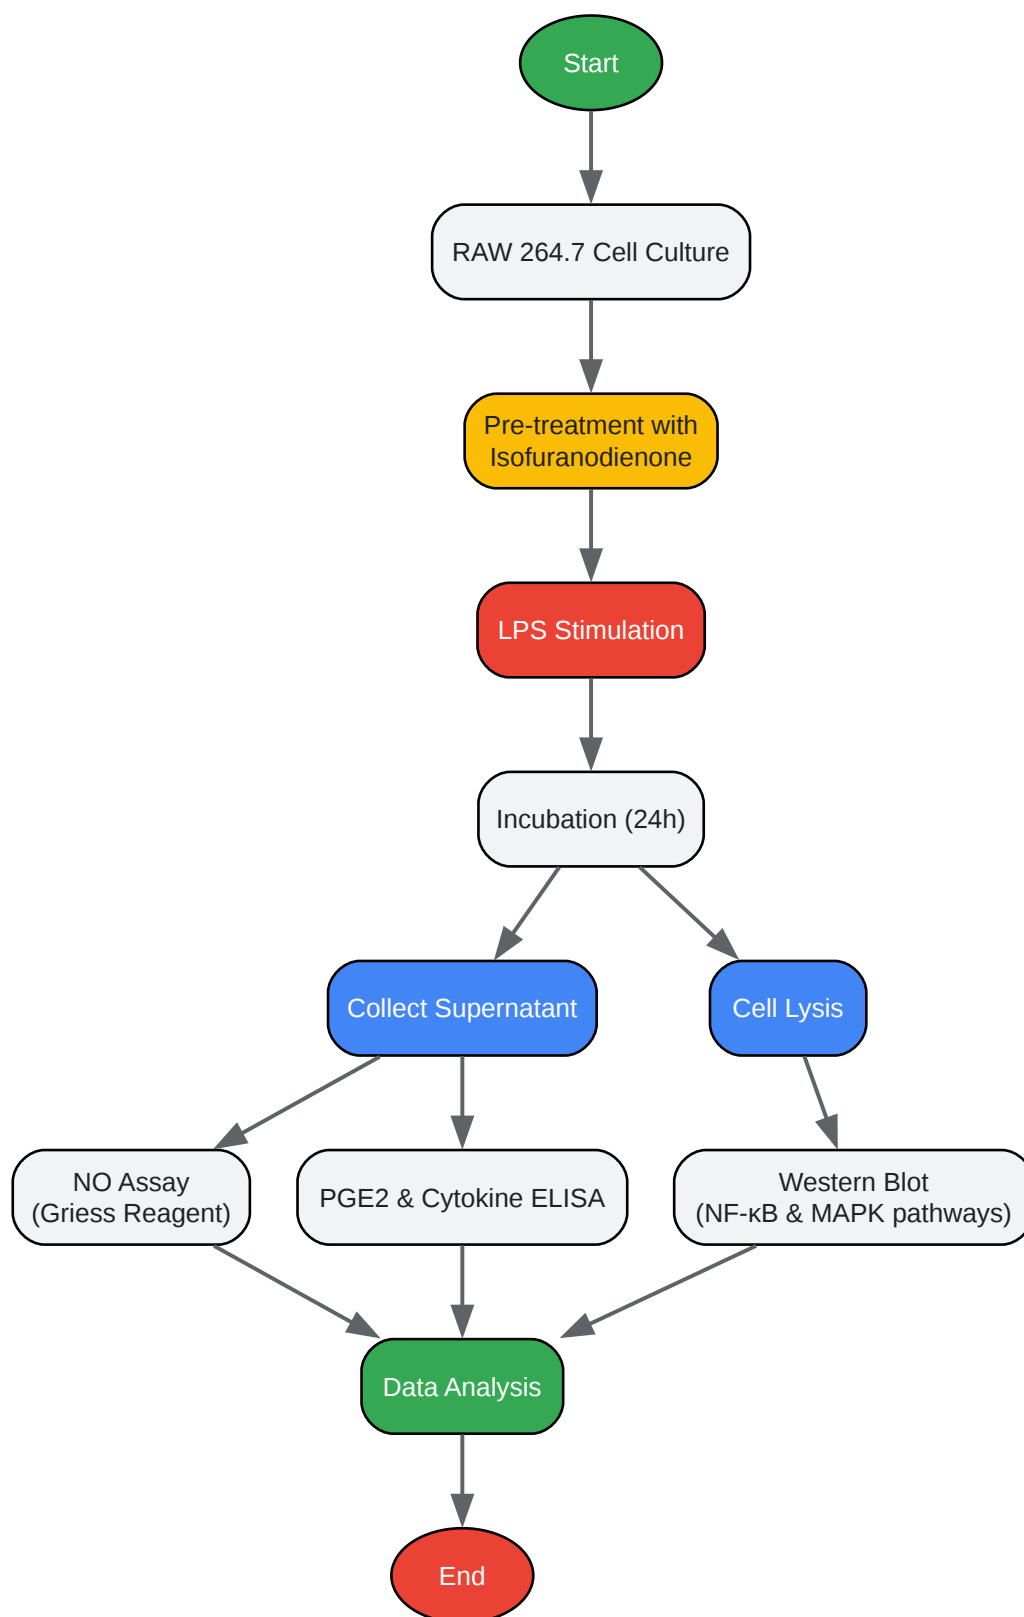 Start
RAW 264.7 Cell Culture
Pre-treatment with
Isofuranodienone
LPS Stimulation
Incubation (24h)
Collect Supernatant
Cell Lysis
NO Assay
(Griess Reagent)
PGE2 & Cytokine ELISA
Western Blot
(NF-κB & MAPK pathways)
Data Analysis
End